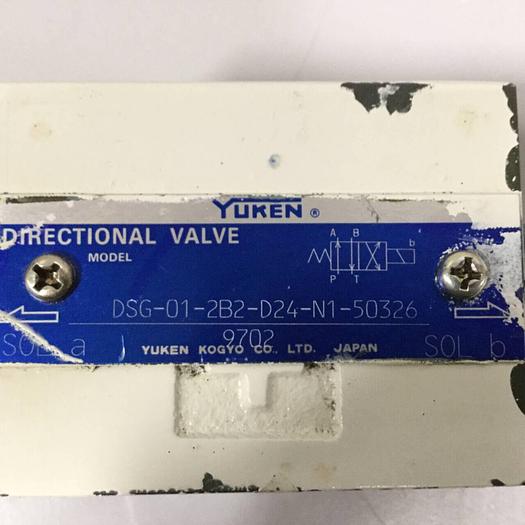 YUKEN ®
DIRECTIONAL VALVE
MODEL
A B
b
P T
DSG-01-2B2-D24-N1-50326
9702
SOL a
YUKEN KOGYO CO., LTD. JAPAN
SOL b